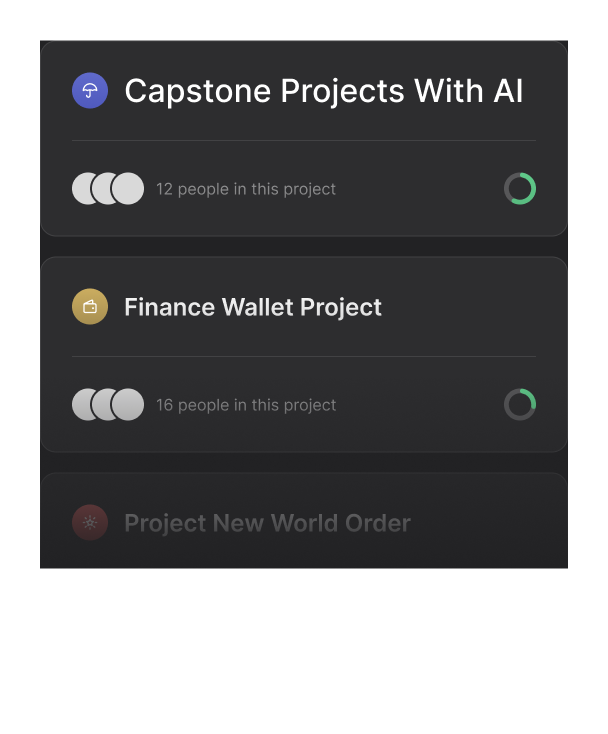 Capstone Projects With AI
12 people in this project
Finance Wallet Project
16 people in this project
Project New World Order